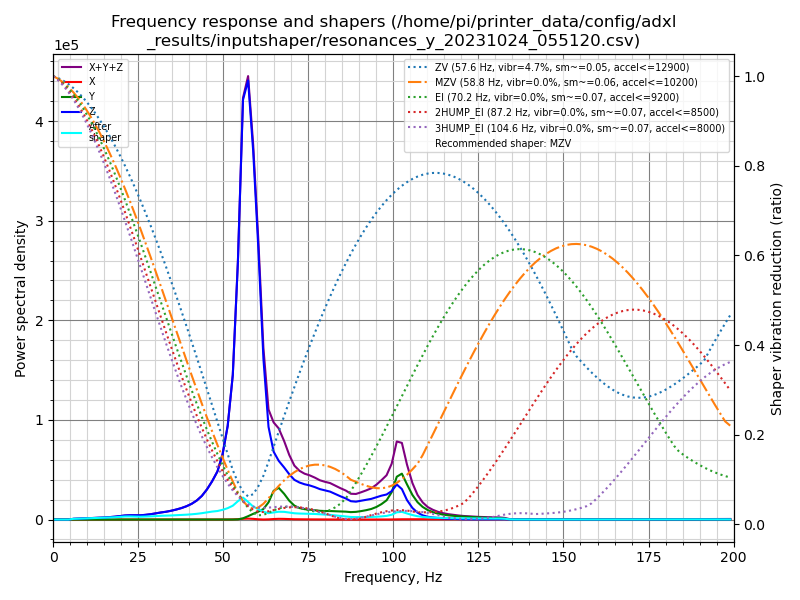 Frequency response and shapers (/home/pi/printer_data/config/adxl
_results/inputshaper/resonances_y_20231024_055120.csv)
1e5
X+Y+Z
X
Y
Z
After
shaper
ZV (57.6 Hz, vibr=4.7%, sm~=0.05, accel<=12900)
MZV (58.8 Hz, vibr=0.0%, sm~=0.06, accel<=10200)
EI (70.2 Hz, vibr=0.0%, sm~=0.07, accel<=9200)
2HUMP_EI (87.2 Hz, vibr=0.0%, sm~=0.07, accel<=8500)
3HUMP_EI (104.6 Hz, vibr=0.0%, sm~=0.07, accel<=8000)
Recommended shaper: MZV
4
3
2
1
0
Power spectral density
1.0
0.8
0.6
0.4
0.2
0.0
Shaper vibration reduction (ratio)
0 25 50 75 100 125 150 175 200
Frequency, Hz